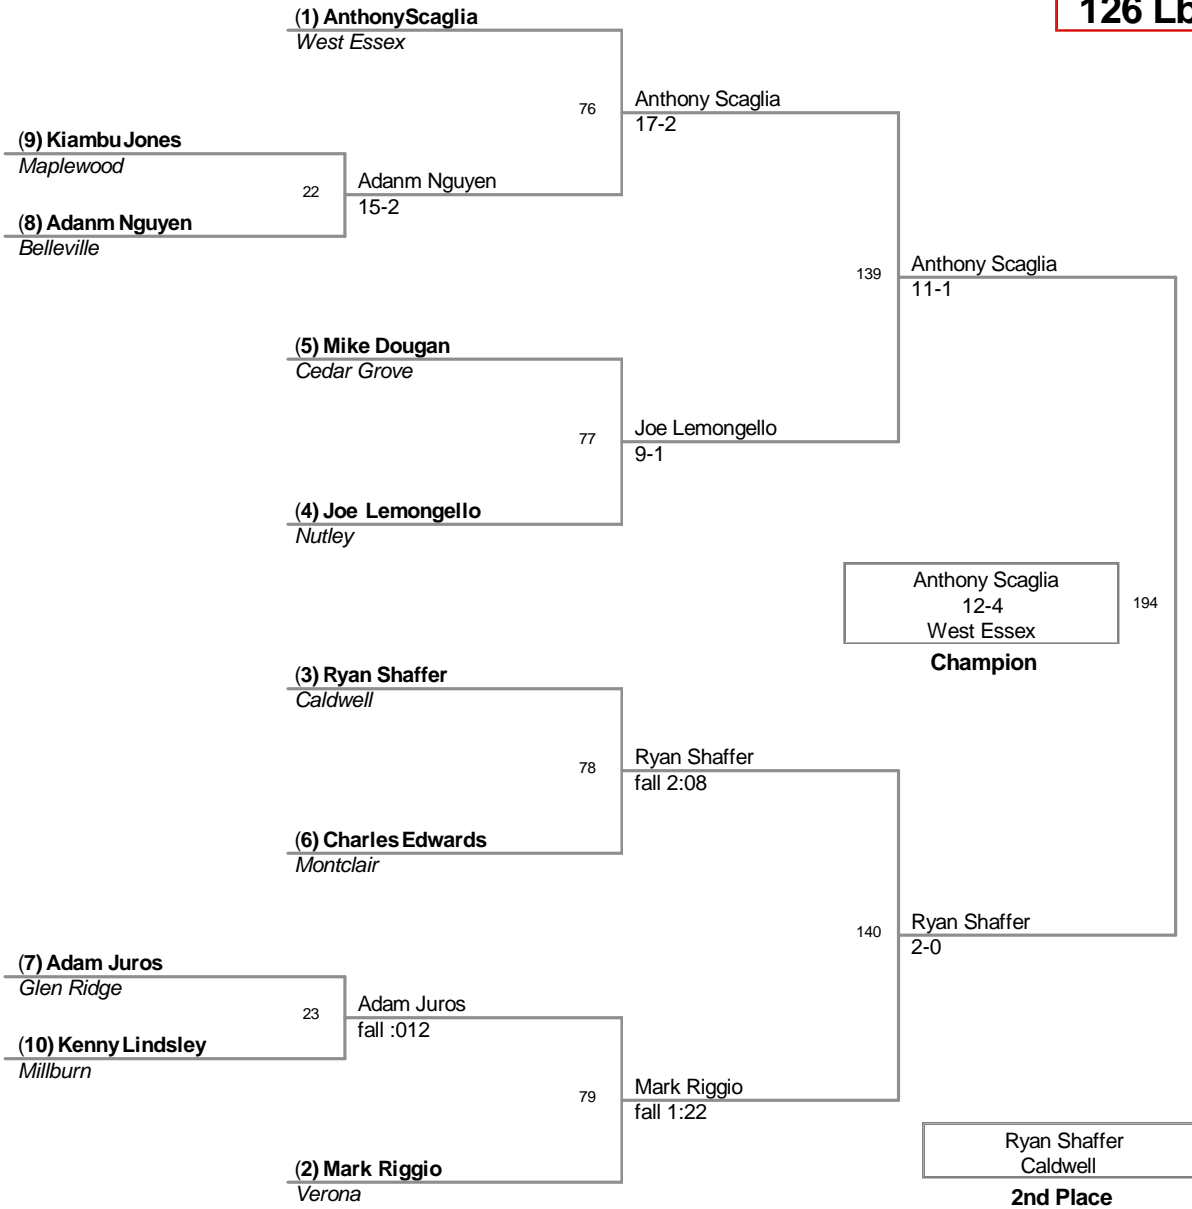 126 Lb
(1) AnthonyScaglia
West Essex
76
Anthony Scaglia
17-2
(9) Kiambu Jones
Maplewood
22
Adanm Nguyen
15-2
(8) Adanm Nguyen
Belleville
139
Anthony Scaglia
11-1
(5) Mike Dougan
Cedar Grove
77
Joe Lemongello
9-1
(4) Joe Lemongello
Nutley
Anthony Scaglia
12-4
West Essex
194
Champion
(3) Ryan Shaffer
Caldwell
78
Ryan Shaffer
fall 2:08
(6) Charles Edwards
Montclair
140
Ryan Shaffer
2-0
(7) Adam Juros
Glen Ridge
23
Adam Juros
fall :012
(10) Kenny Lindsley
Millburn
79
Mark Riggio
fall 1:22
(2) Mark Riggio
Verona
Ryan Shaffer
Caldwell
2nd Place